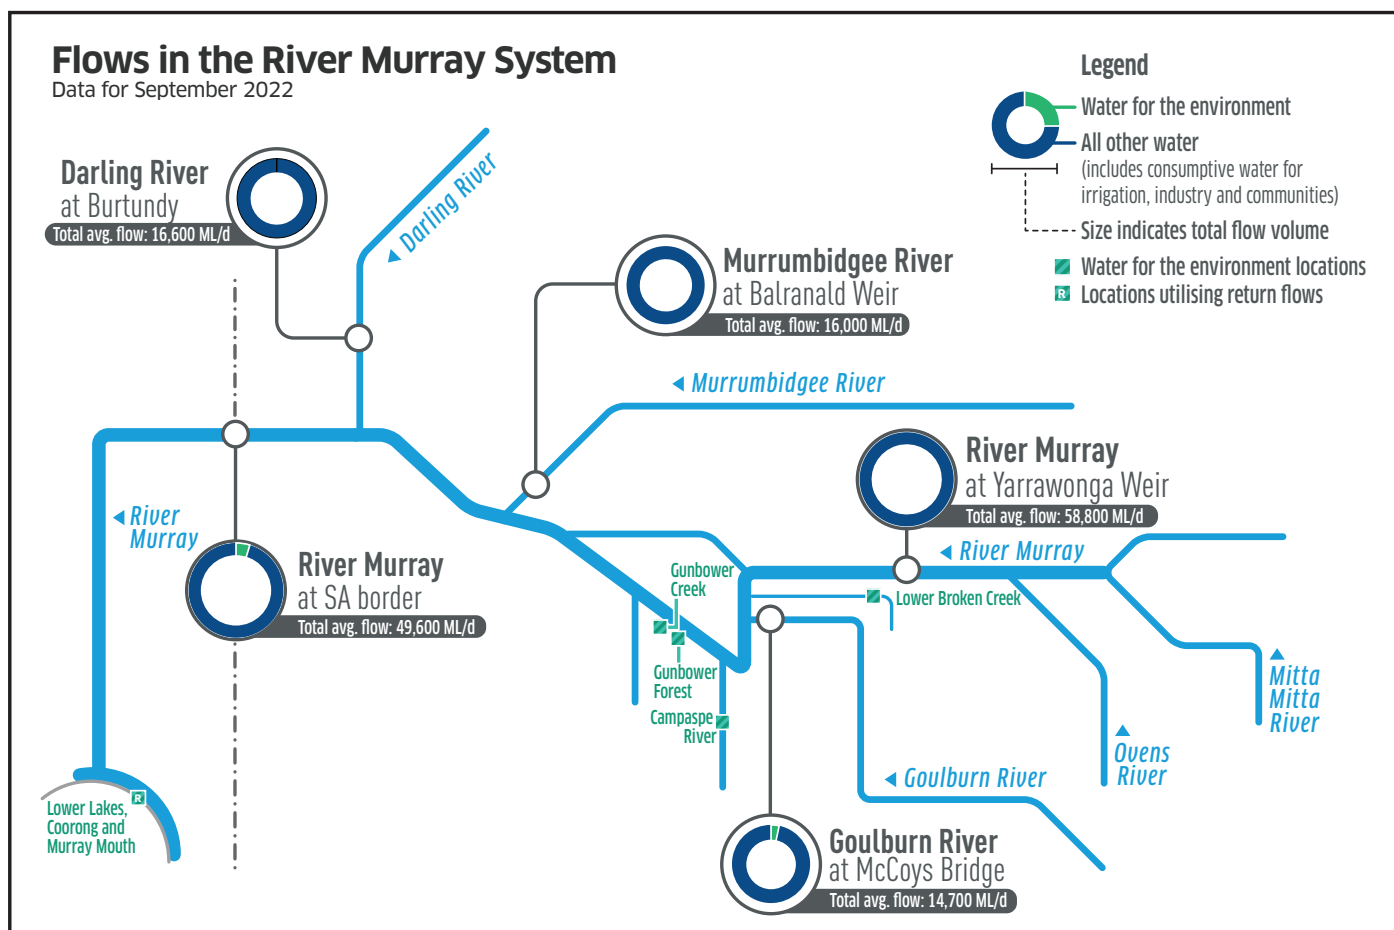 Flows in the River Murray System
Data for September 2022
Legend
Water for the environment
All other water
(includes consumptive water for
irrigation, industry and communities)
Size indicates total flow volume
Water for the environment locations
R
Locations utilising return flows
Darling River
at Burtundy
Total avg. flow: 16,600 ML/d
Darling River
Murrumbidgee River
at Balranald Weir
Total avg. flow: 16,000 ML/d
Murrumbidgee River
River Murray
at Yarrawonga Weir
Total avg. flow: 58,800 ML/d
River Murray
River
Murray
River Murray
at SA border
Total avg. flow: 49,600 ML/d
Gunbower
Creek
Lower Broken Creek
Gunbower
Forest
Campaspe
River
Mitta
Mitta
River
Ovens
River
Goulburn River
R
Lower Lakes,
Coorong and
Murray Mouth
Goulburn River
at McCoys Bridge
Total avg. flow: 14,700 ML/d